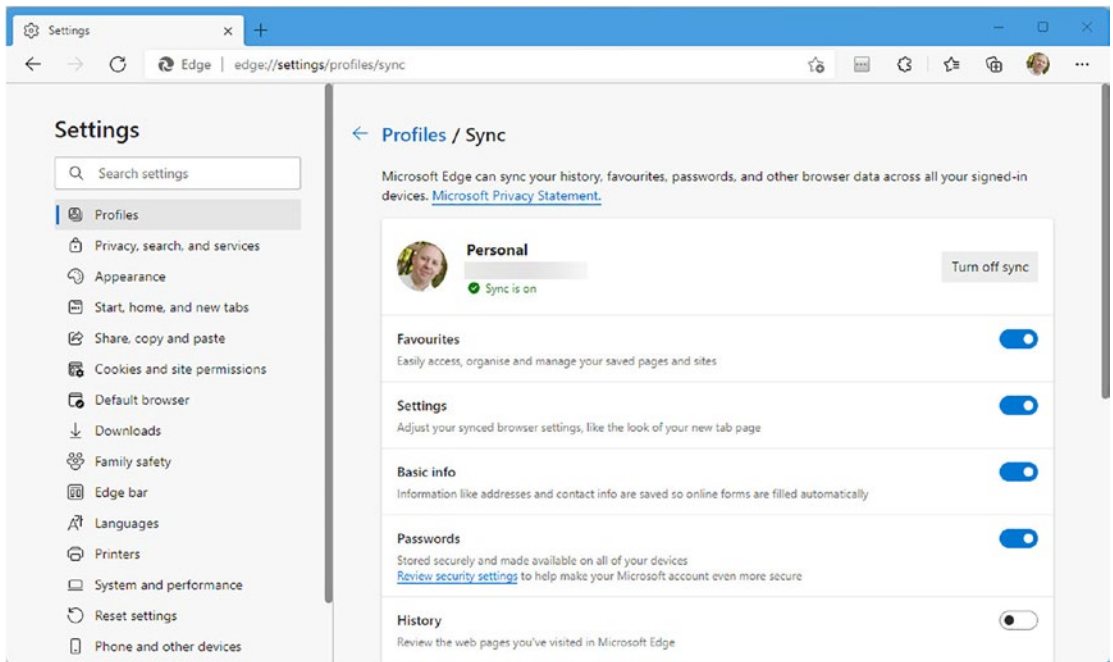 Settings
Edge | edge://settings/profiles/sync
Settings
Search settings
Profiles
Privacy, search, and services
Appearance
Start, home, and new tabs
Share, copy and paste
Cookies and site permissions
Default browser
Downloads
Family safety
Edge bar
Languages
Printers
System and performance
Reset settings
Phone and other devices
Profiles / Sync
Microsoft Edge can sync your history, favourites, passwords, and other browser data across all your signed-in
devices. Microsoft Privacy Statement.
Personal
Sync is on
Turn off sync
Favourites
Easily access, organise and manage your saved pages and sites
Settings
Adjust your synced browser settings, like the look of your new tab page
Basic info
Information like addresses and contact info are saved so online forms are filled automatically
Passwords
Stored securely and made available on all of your devices
Review security settings to help make your Microsoft account even more secure
History
Review the web pages you've visited in Microsoft Edge